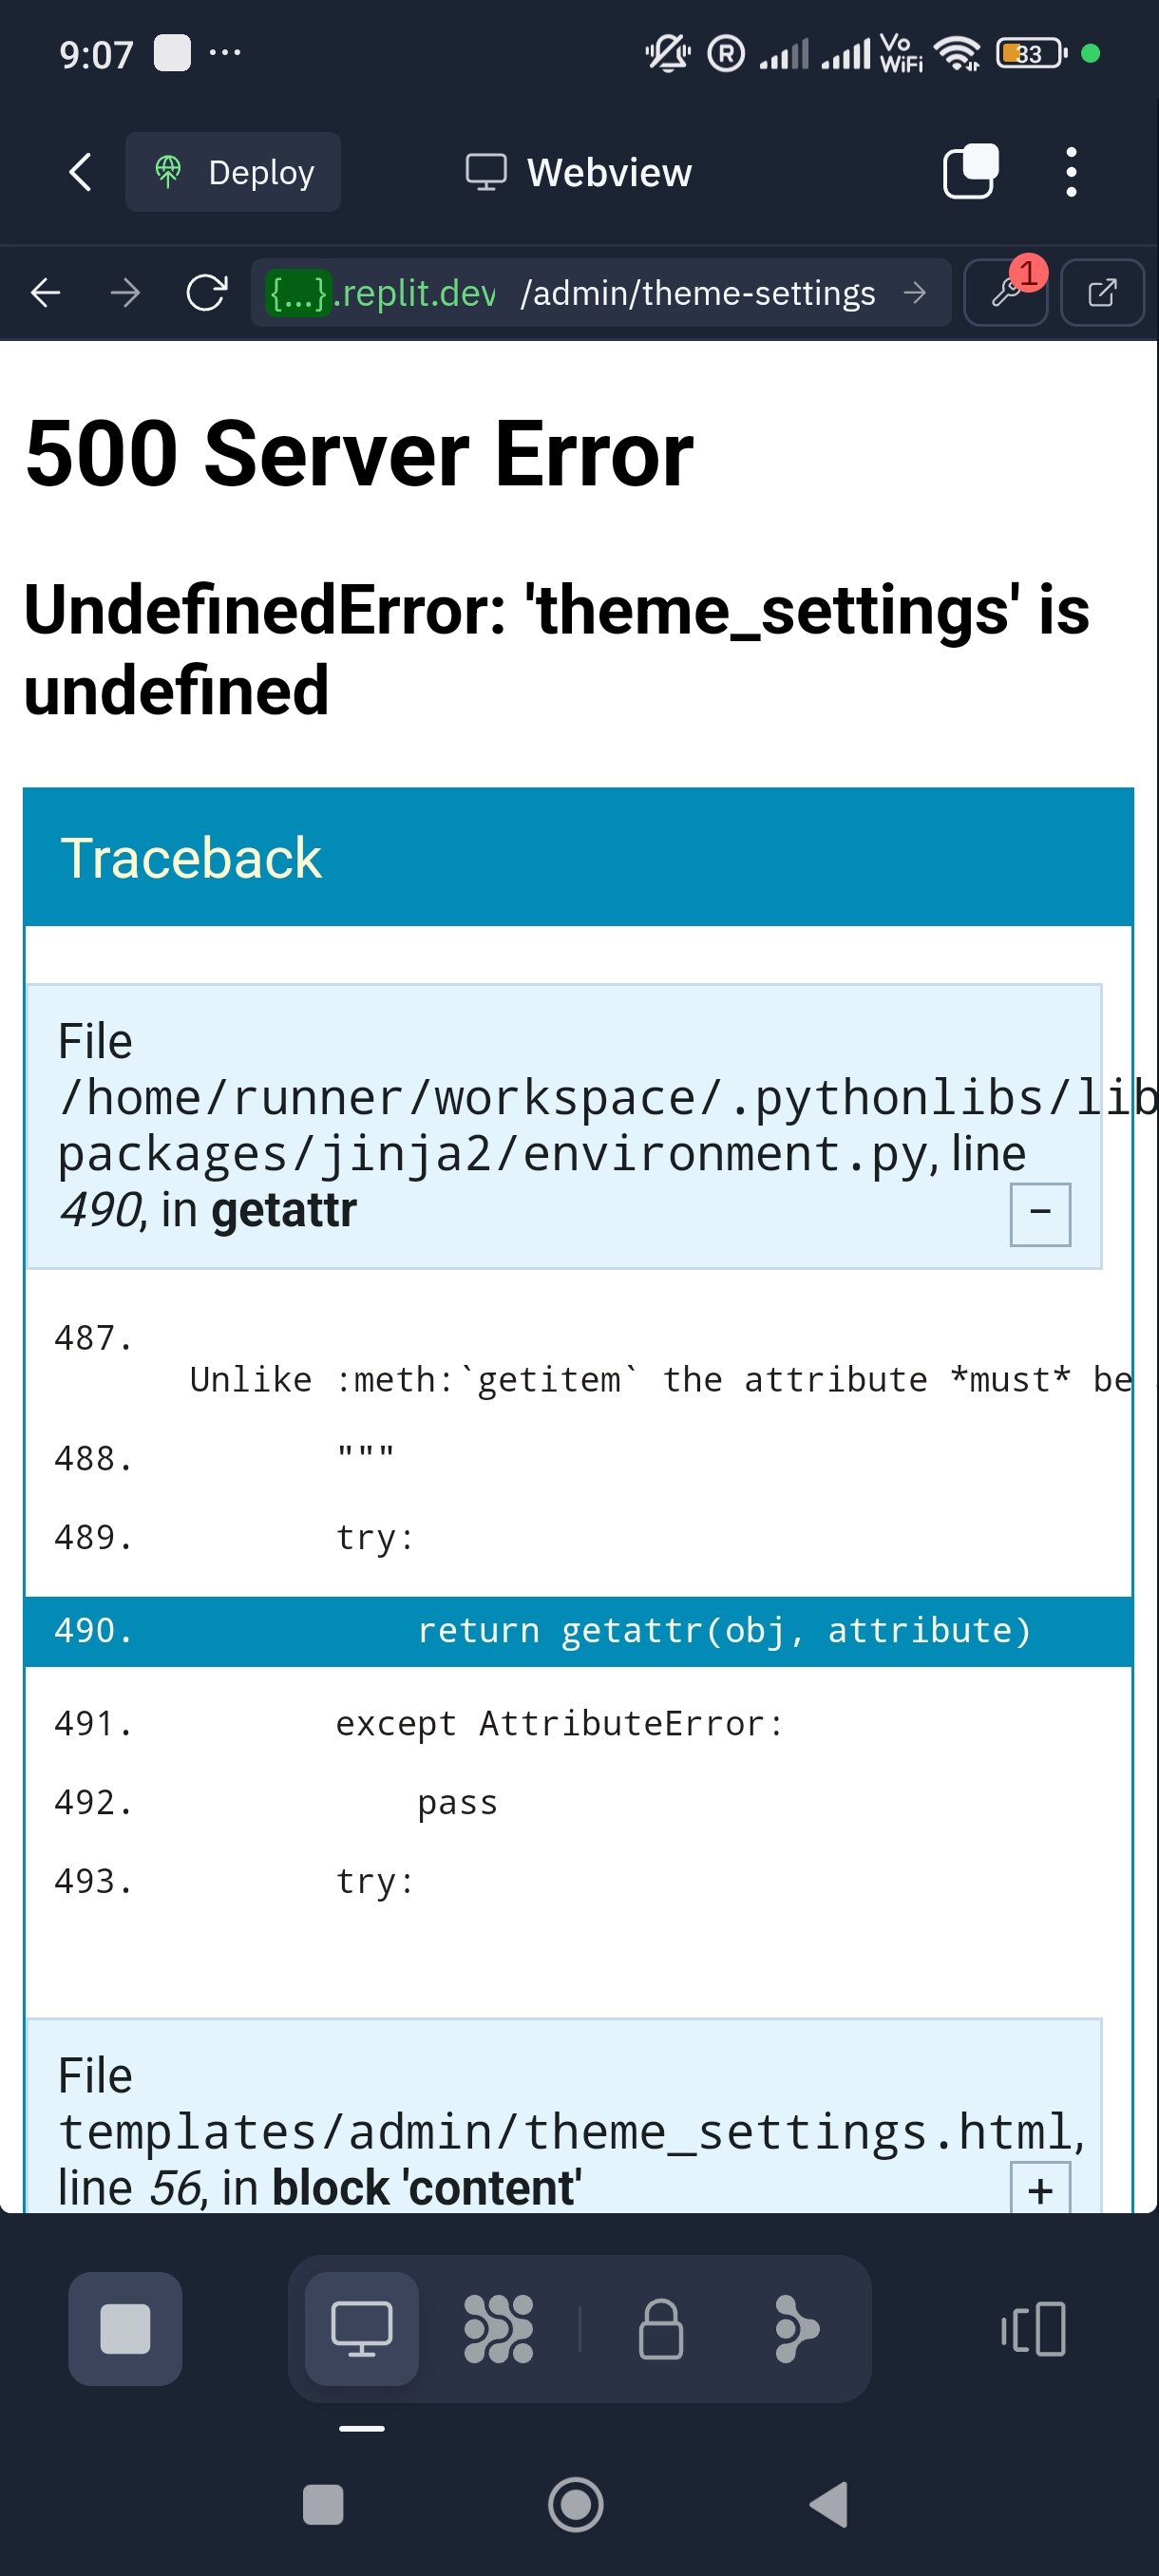 9:07 ...
R Vo WiFi 33
Deploy Webview
{...}.replit.dev /admin/theme-settings 1
500 Server Error
UndefinedError: 'theme_settings' is
undefined
Traceback
File
/home/runner/workspace/.pythonlibs/lib
packages/jinja2/environment.py, line
490, in getattr
−
487.
Unlike :meth:`getitem` the attribute *must* be
488. """
489. try:
490. return getattr(obj, attribute)
491. except AttributeError:
492. pass
493. try:
File
templates/admin/theme_settings.html,
line 56, in block 'content'
+